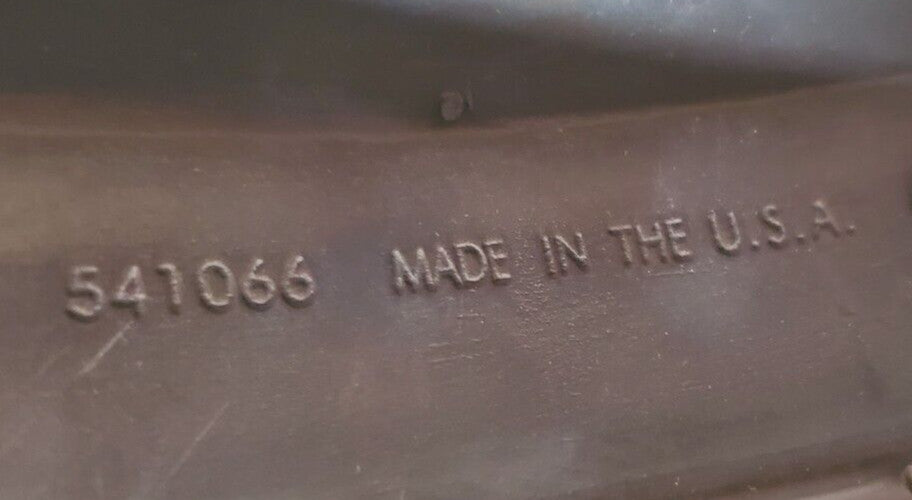 541066 MADE IN THE U.S.A.